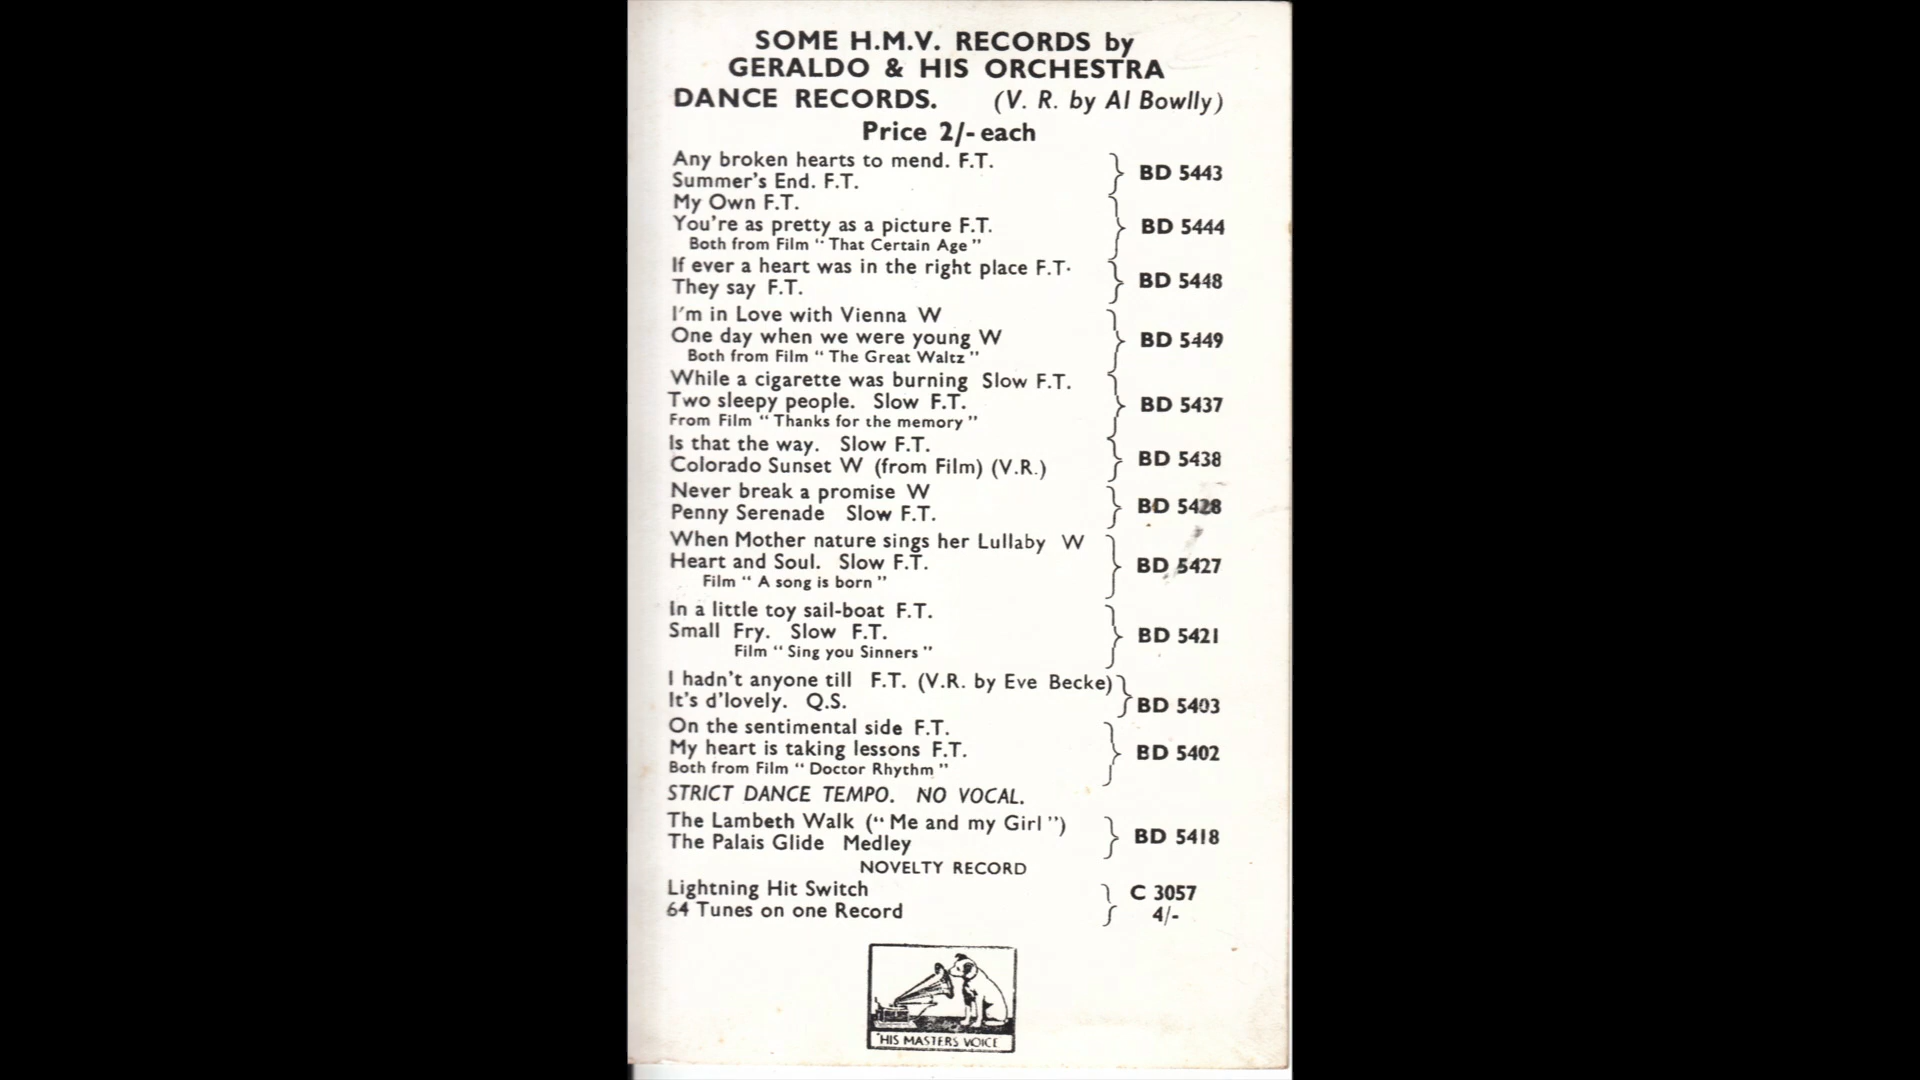 SOME H.M.V. RECORDS by
GERALDO & HIS ORCHESTRA
DANCE RECORDS. (V. R. by Al Bowlly)
Price 2/- each
Any broken hearts to mend. F.T.
Summer's End. F.T.
BD 5443
My Own F.T.
You're as pretty as a picture F.T.
Both from Film "That Certain Age"
BD 5444
If ever a heart was in the right place F.T.
They say F.T.
BD 5448
I'm in Love with Vienna W
One day when we were young W
Both from Film "The Great Waltz"
BD 5449
While a cigarette was burning Slow F.T.
Two sleepy people. Slow F.T.
From Film "Thanks for the memory"
BD 5437
Is that the way. Slow F.T.
Colorado Sunset W (from Film) (V.R.)
BD 5438
Never break a promise W
Penny Serenade Slow F.T.
BD 5428
When Mother nature sings her Lullaby W
Heart and Soul. Slow F.T.
Film "A song is born"
BD 5427
In a little toy sail-boat F.T.
Small Fry. Slow F.T.
Film "Sing you Sinners"
BD 5421
I hadn't anyone till F.T. (V.R. by Eve Becke)
It's d'lovely. Q.S.
BD 5403
On the sentimental side F.T.
My heart is taking lessons F.T.
Both from Film "Doctor Rhythm"
BD 5402
STRICT DANCE TEMPO. NO VOCAL.
The Lambeth Walk ("Me and my Girl")
The Palais Glide Medley
BD 5418
NOVELTY RECORD
Lightning Hit Switch
64 Tunes on one Record
C 3057
4/-
"HIS MASTERS VOICE"